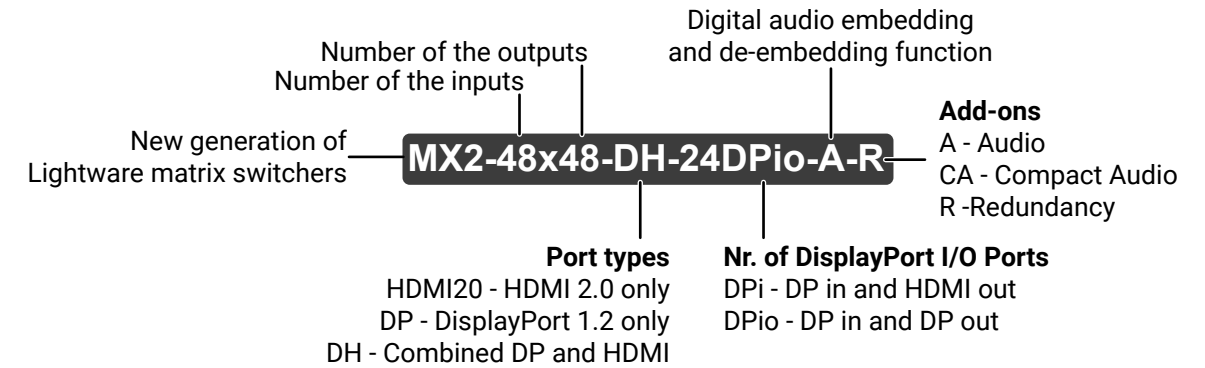 Digital audio embedding
and de-embedding function
Number of the outputs
Number of the inputs
New generation of
Lightware matrix switchers
MX2-48x48-DH-24DPio-A-R
Add-ons
A - Audio
CA - Compact Audio
R -Redundancy
Port types
HDMI20 - HDMI 2.0 only
DP - DisplayPort 1.2 only
DH - Combined DP and HDMI
Nr. of DisplayPort I/O Ports
DPi - DP in and HDMI out
DPio - DP in and DP out